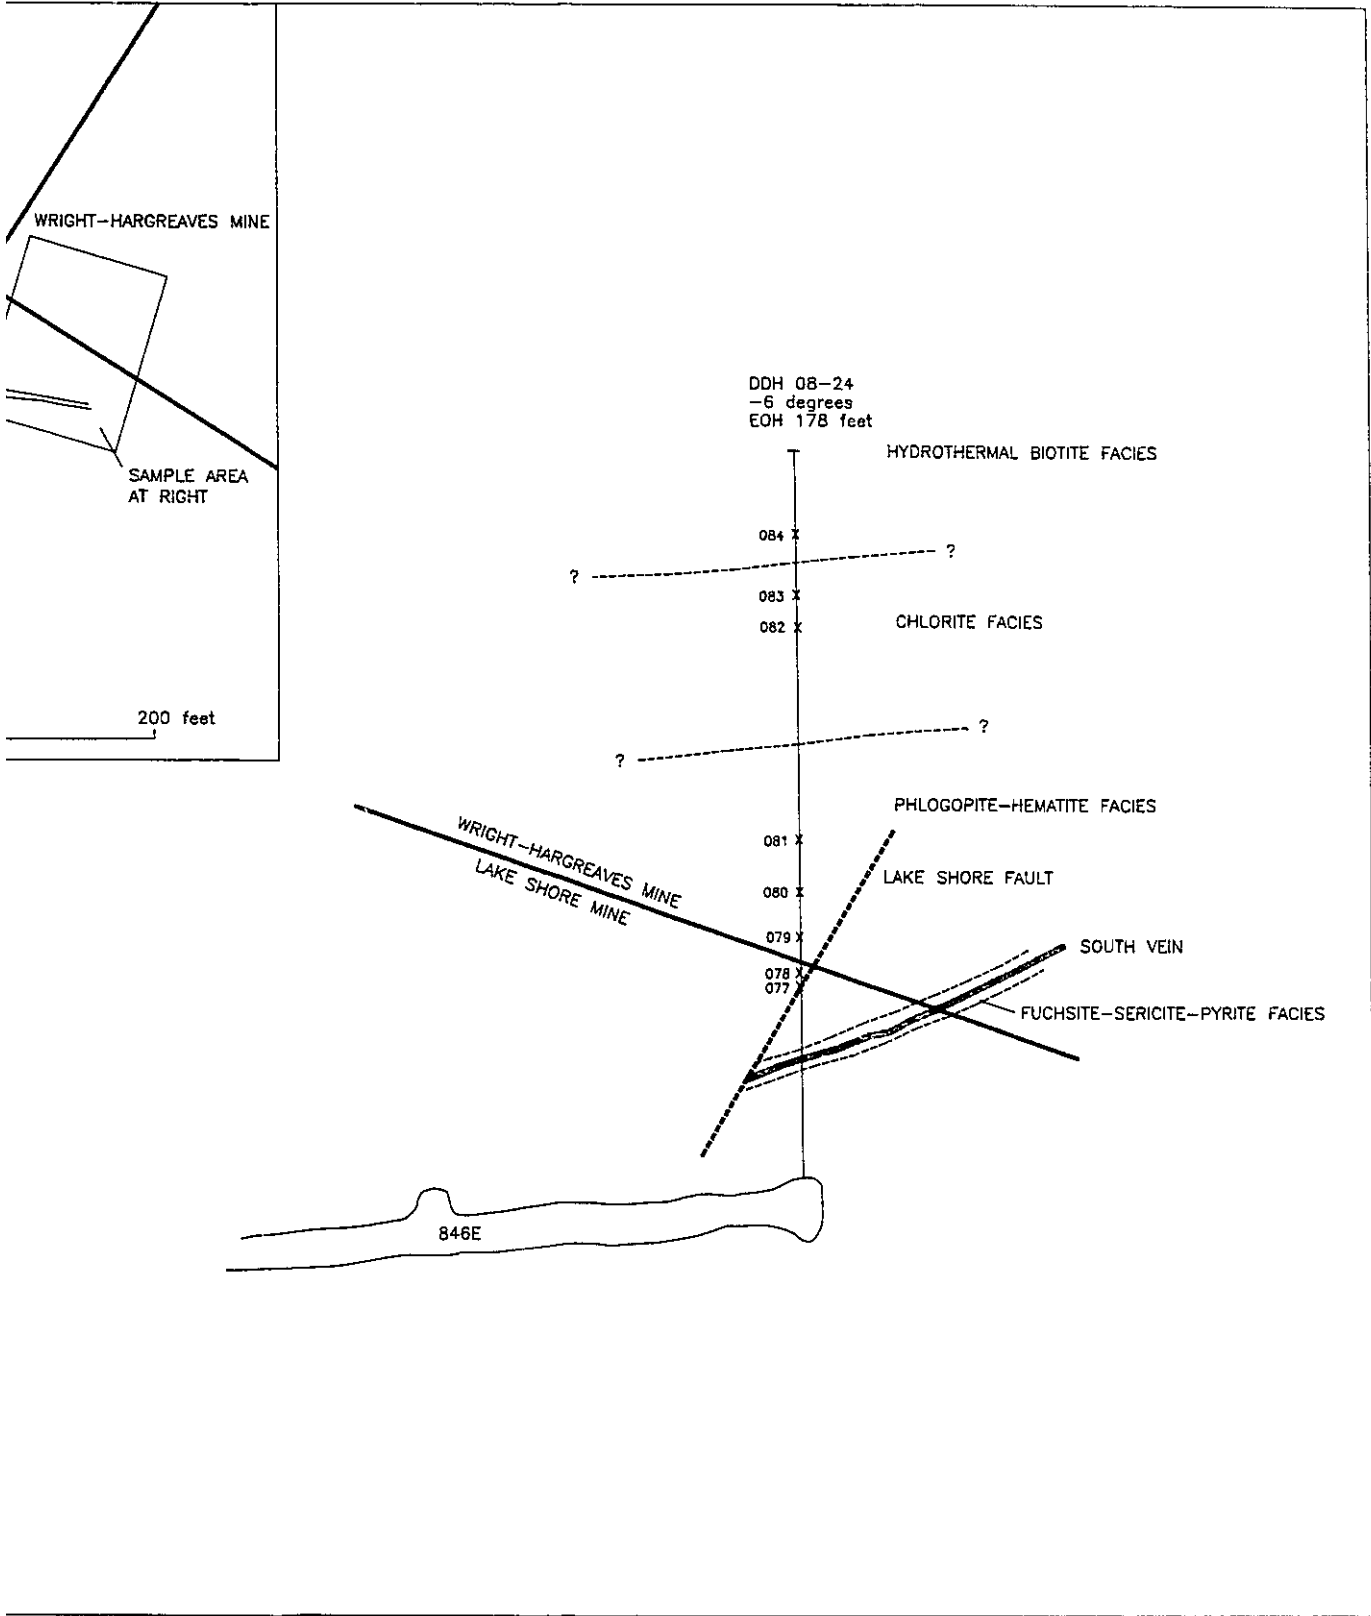 WRIGHT-HARGREAVES MINE
SAMPLE AREA
AT RIGHT
200 feet
DDH 08-24
-6 degrees
EOH 178 feet
HYDROTHERMAL BIOTITE FACIES
084
?
?
083
082
CHLORITE FACIES
?
?
PHLOGOPITE-HEMATITE FACIES
WRIGHT-HARGREAVES MINE
LAKE SHORE MINE
081
LAKE SHORE FAULT
080
079
SOUTH VEIN
078
077
FUCHSITE-SERICITE-PYRITE FACIES
846E